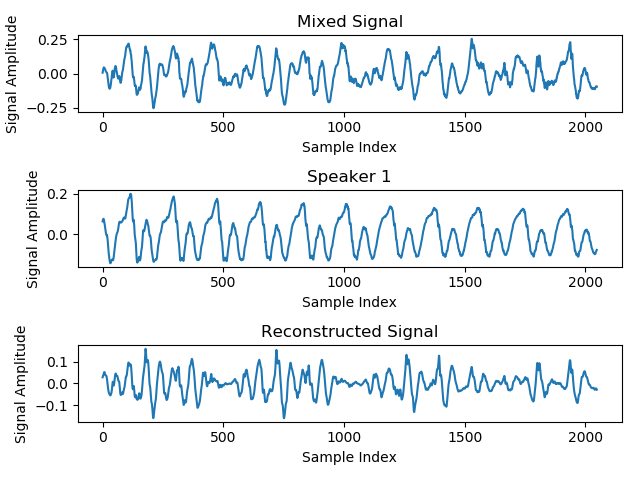 Mixed Signal
Signal Amplitude
0.25
0.00
−0.25
0 500 1000 1500 2000
Sample Index
Speaker 1
Signal Amplitude
0.2
0.0
0 500 1000 1500 2000
Sample Index
Reconstructed Signal
Signal Amplitude
0.1
0.0
−0.1
0 500 1000 1500 2000
Sample Index